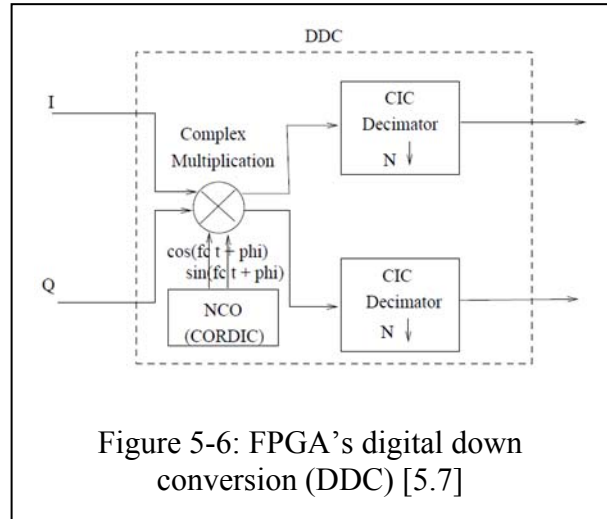 DDC
I
CIC
Decimator
N
Complex
Multiplication
cos(fc t + phi)
sin(fc t + phi)
Q
NCO
(CORDIC)
CIC
Decimator
N
Figure 5-6: FPGA's digital down
conversion (DDC) [5.7]